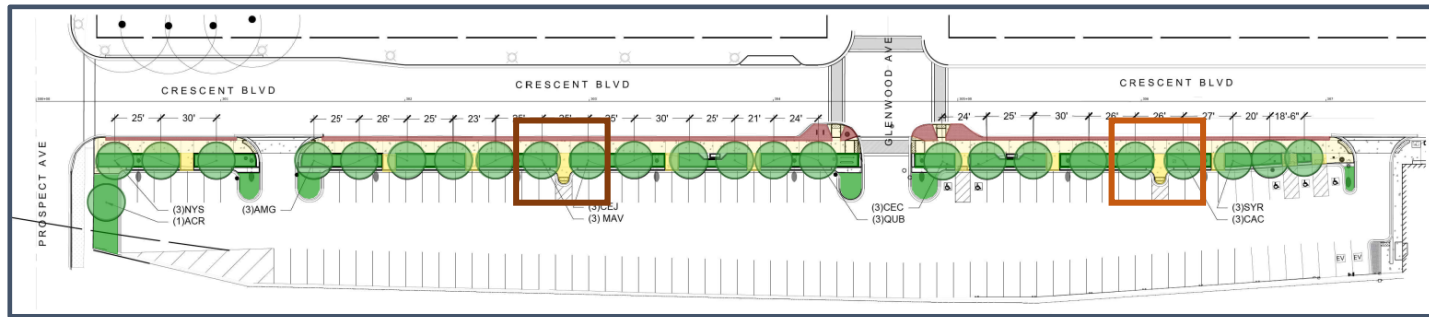 CRESCENT BLVD
CRESCENT BLVD
CRESCENT BLVD
GLENWOOD AVE
PROSPECT AVE
25' 30' 25' 26' 25' 23' 25' 25' 25' 30' 25' 21' 24' 24' 25' 25' 30' 26' 26' 27' 20' 18'-6"
(3)NYS
(1)ACR
(3)AMG
(3)CEJ
(3) MAV
(3)CEC
(3)QUB
(3)SYR
(3)CAC
EV EV